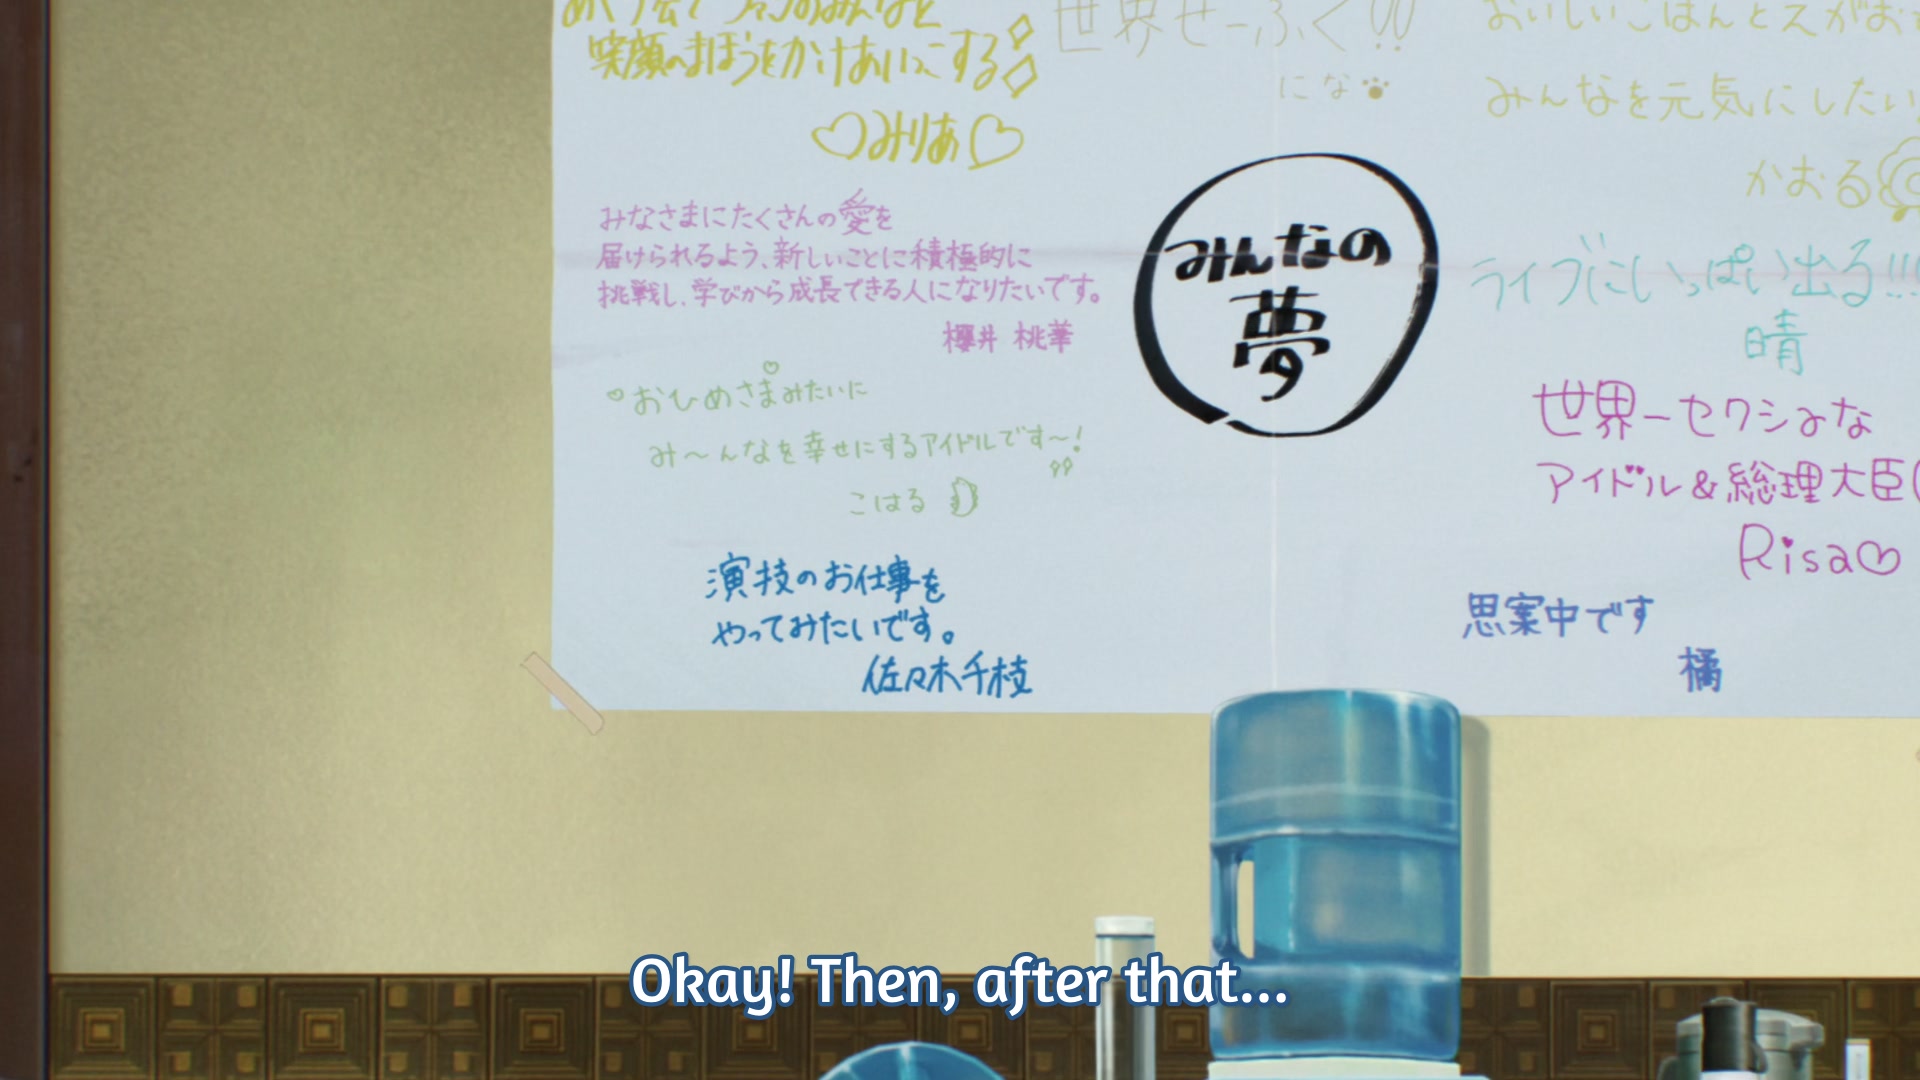 笑顔のまほうをかけあいっこする
♡みりあ♡
世界せーふく!!
にな
おいしいごはんとえがお
みんなを元気にしたい
かおる
みなさまにたくさんの愛を
届けられるよう、新しいことに積極的に
挑戦し、学びから成長できる人になりたいです。
櫻井 桃華
みんなの
夢
ライブにいっぱい出る!!!
晴
おひめさまみたいに
み〜んなを幸せにするアイドルです〜!
こはる
世界一セクシーな
アイドル&総理大臣
Risa♡
演技のお仕事を
やってみたいです。
佐々木千枝
思案中です
橘
Okay! Then, after that...